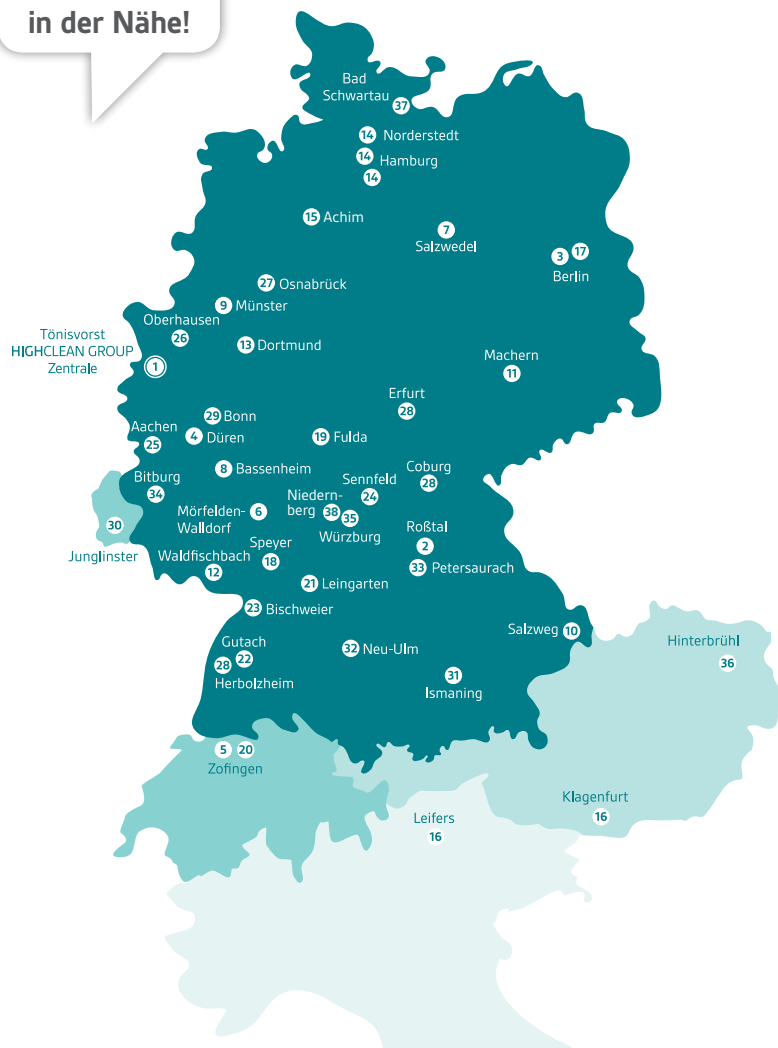 in der Nähe!
Bad
Schwartau
37
14 Norderstedt
14 Hamburg
14
15 Achim
7
Salzwedel
3 17
Berlin
27 Osnabrück
9 Münster
Oberhausen
26
Tönisvorst
HIGHCLEAN GROUP
Zentrale
1
13 Dortmund
Machern
11
Erfurt
28
29 Bonn
Aachen
25
4 Düren
19 Fulda
8 Bassenheim
Coburg
28
Sennfeld
24
Bitburg
34
Niedern-
berg 38
35
Würzburg
Mörfelden-
Walldorf
6
30
Junglinster
Roßtal
2
Speyer
18
Waldfischbach
12
33 Petersaurach
21 Leingarten
23 Bischweier
Salzweg 10
Hinterbrühl
36
Gutach
22
28
Herbolzheim
32 Neu-Ulm
31
Ismaning
5 20
Zofingen
Klagenfurt
16
Leifers
16